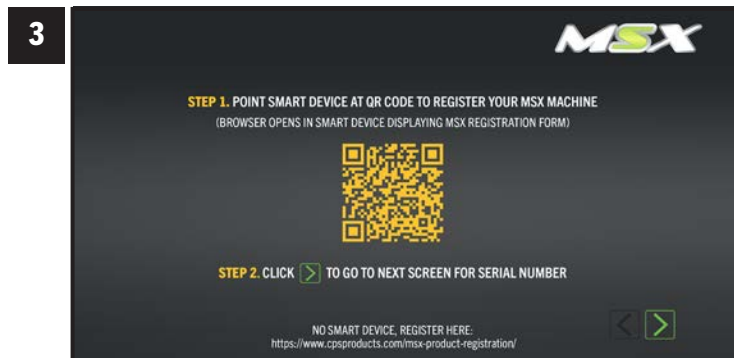 3
MSX
STEP 1. POINT SMART DEVICE AT QR CODE TO REGISTER YOUR MSX MACHINE
(BROWSER OPENS IN SMART DEVICE DISPLAYING MSX REGISTRATION FORM)
STEP 2. CLICK > TO GO TO NEXT SCREEN FOR SERIAL NUMBER
NO SMART DEVICE, REGISTER HERE:
https://www.cpsproducts.com/msx-product-registration/